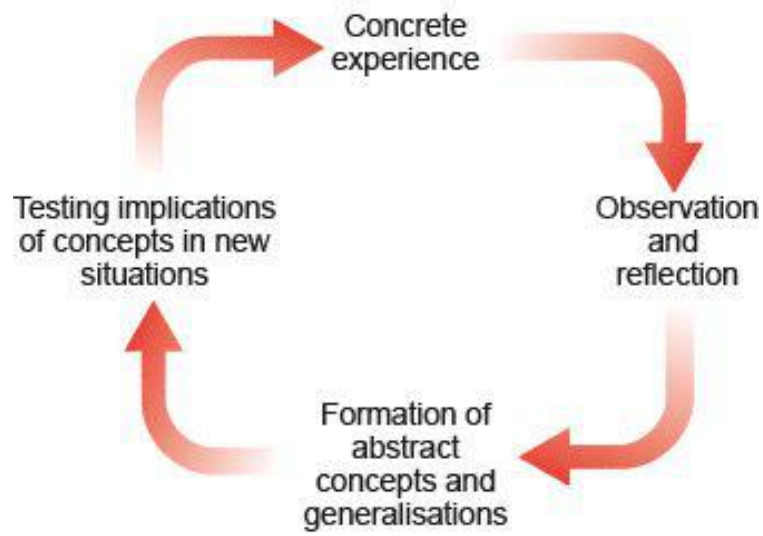 Concrete
experience
Observation
and
reflection
Formation of
abstract
concepts and
generalisations
Testing implications
of concepts in new
situations